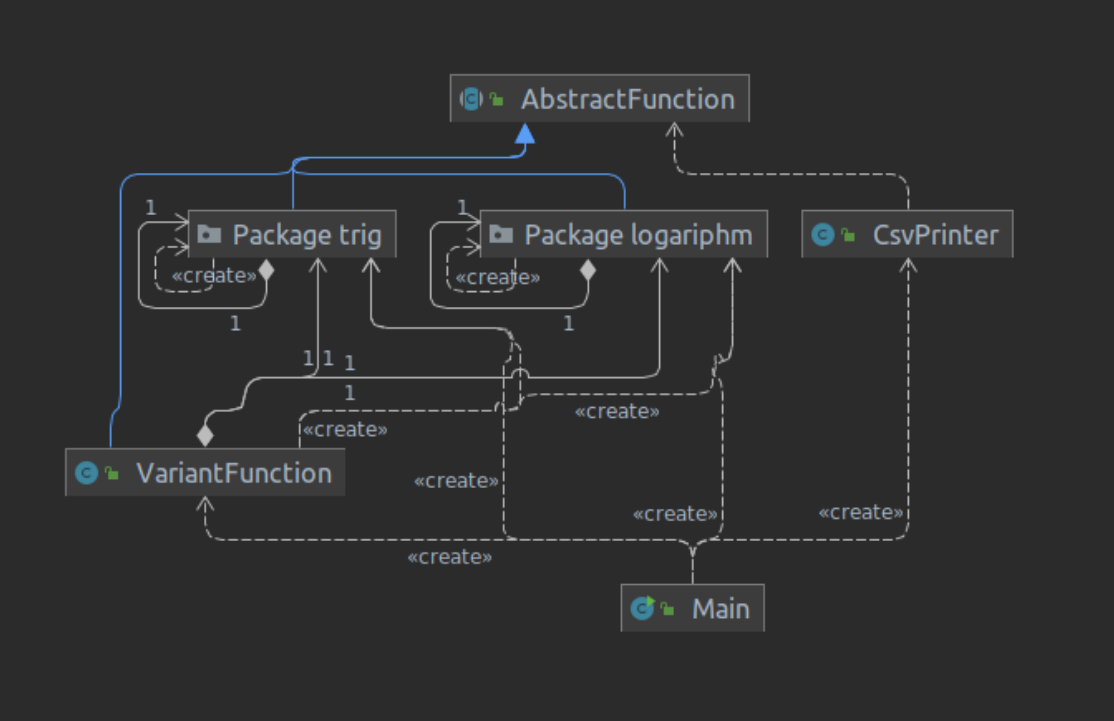 AbstractFunction
1
1
Package trig
Package logariphm
CsvPrinter
«create»
«create»
1
1
1 1 1
1
«create»
«create»
VariantFunction
«create»
«create»
«create»
«create»
Main